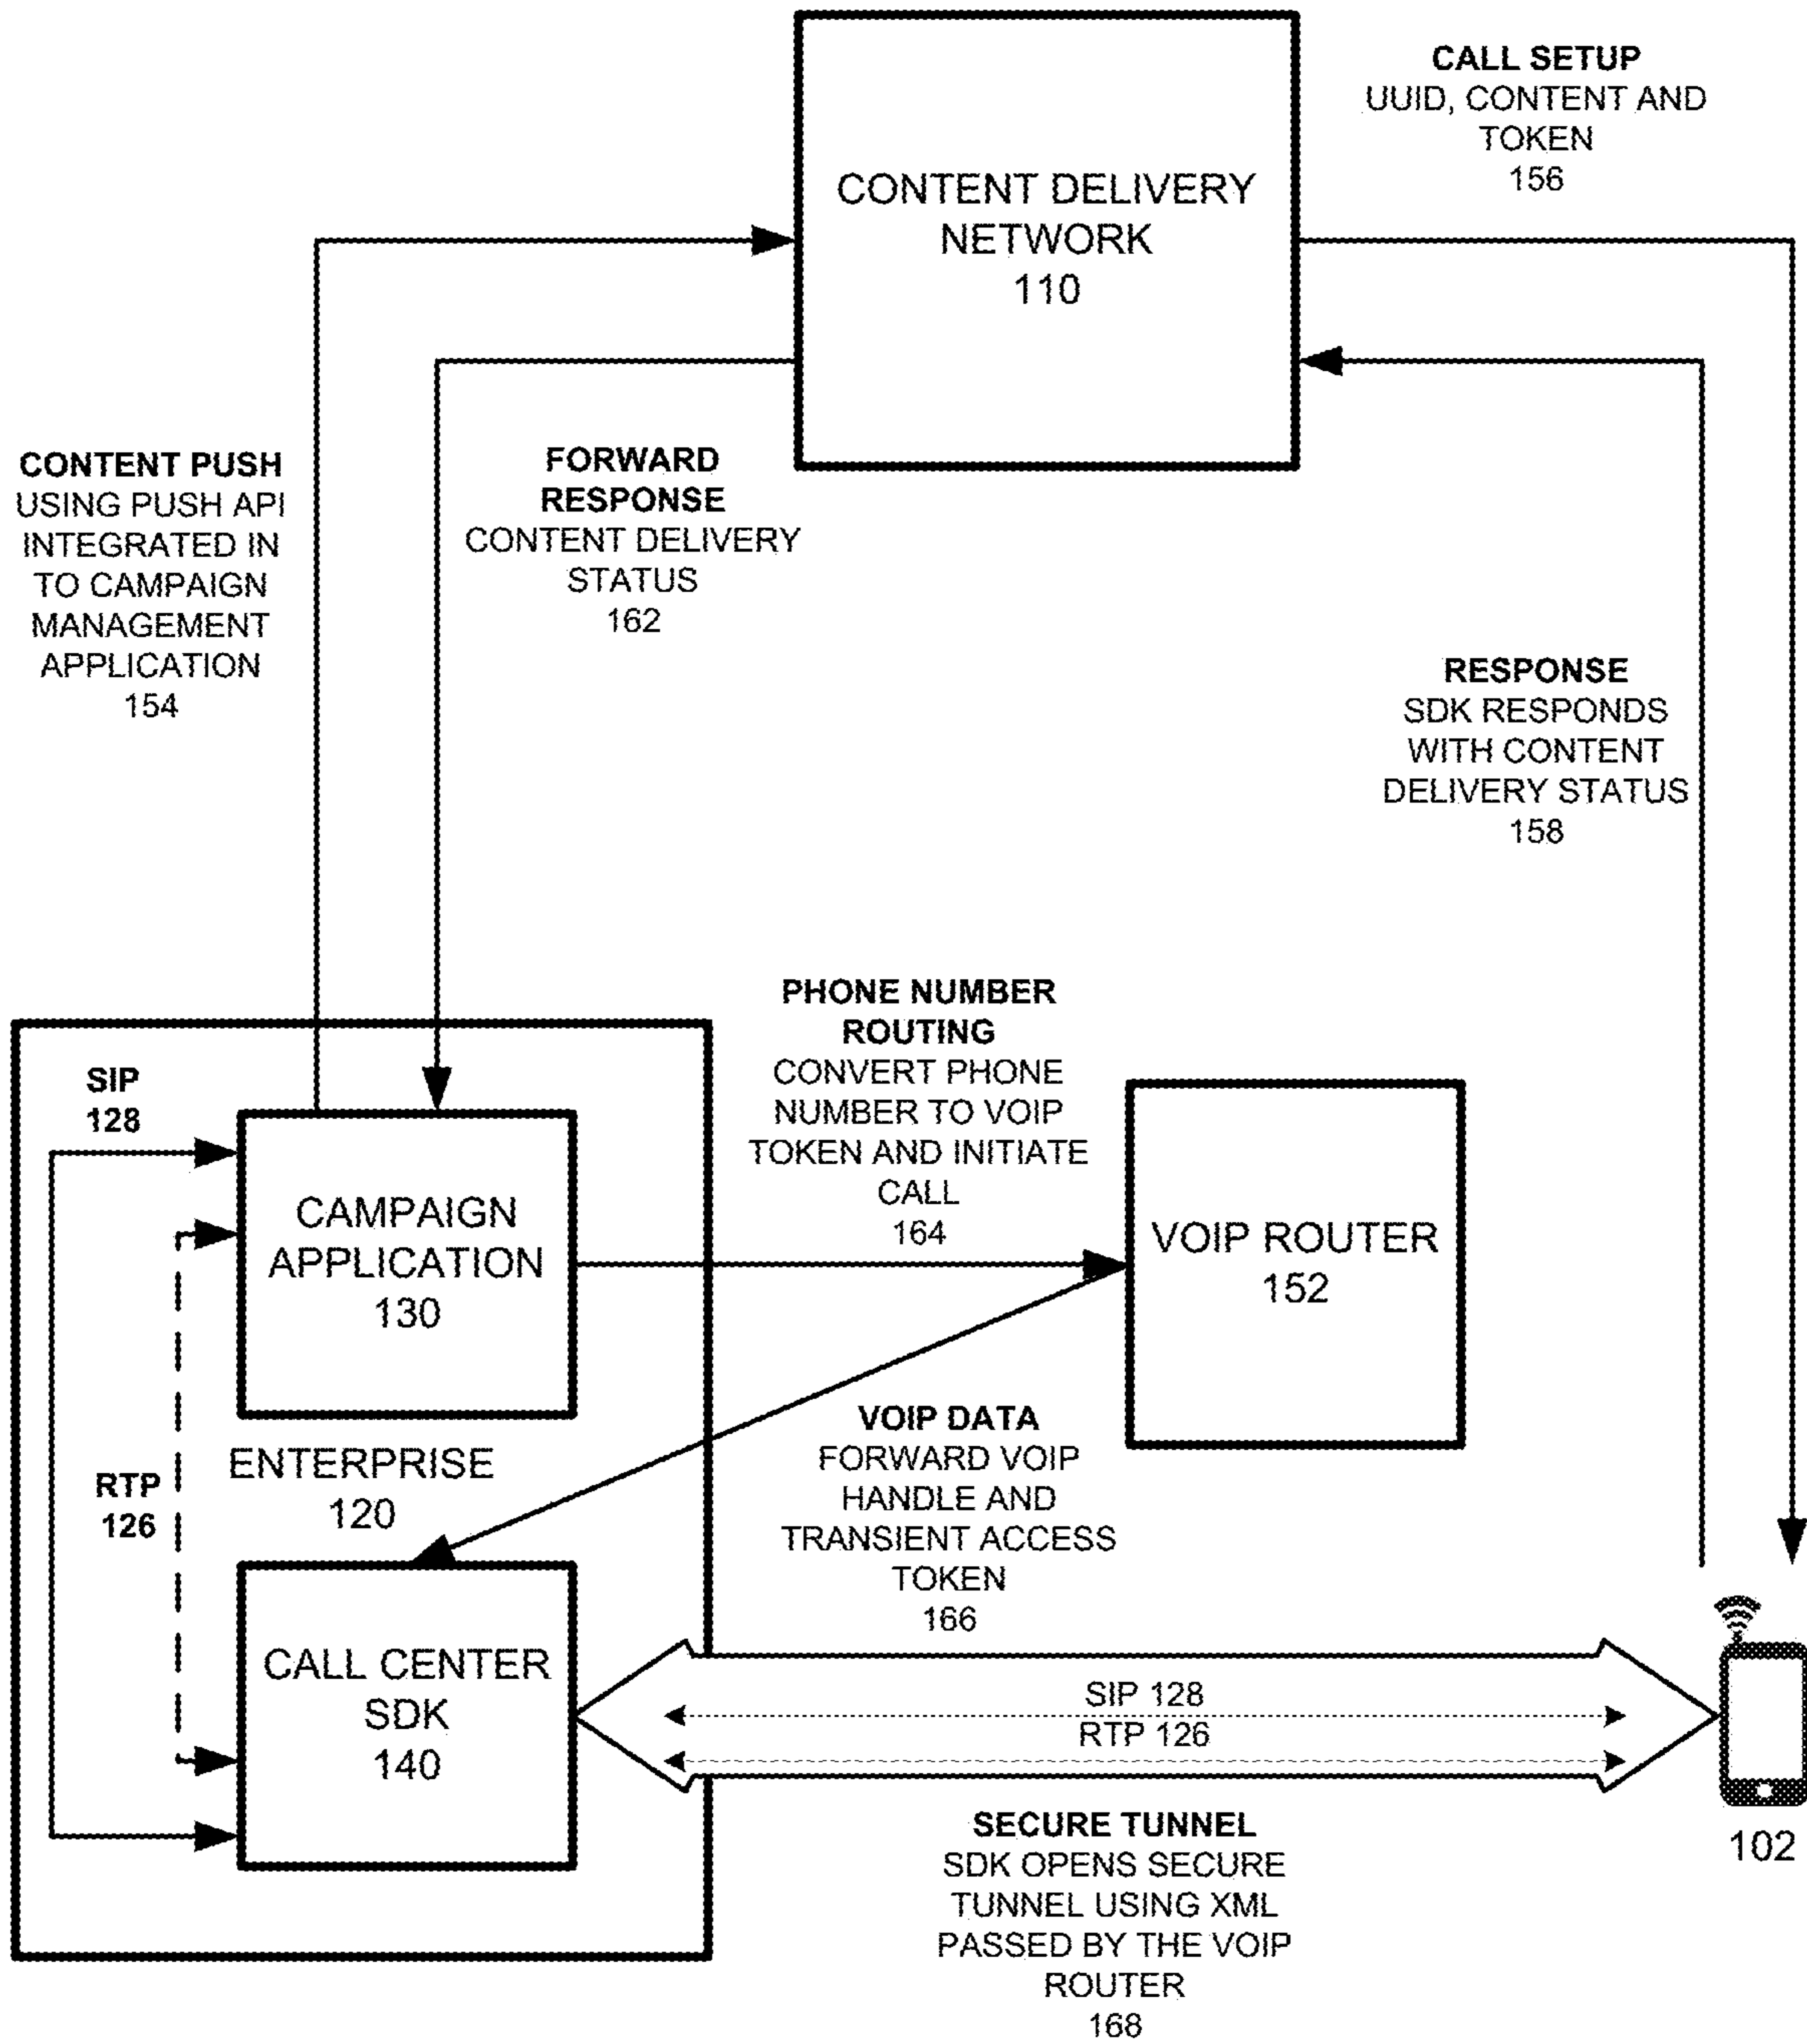 CALL SETUP
UUID, CONTENT AND
TOKEN
156
CONTENT DELIVERY
NETWORK
110
CONTENT PUSH
USING PUSH API
INTEGRATED IN
TO CAMPAIGN
MANAGEMENT
APPLICATION
154
FORWARD
RESPONSE
CONTENT DELIVERY
STATUS
162
RESPONSE
SDK RESPONDS
WITH CONTENT
DELIVERY STATUS
158
PHONE NUMBER
ROUTING
CONVERT PHONE
NUMBER TO VOIP
TOKEN AND INITIATE
CALL
164
SIP
128
CAMPAIGN
APPLICATION
130
VOIP ROUTER
152
RTP
126
ENTERPRISE
120
VOIP DATA
FORWARD VOIP
HANDLE AND
TRANSIENT ACCESS
TOKEN
166
CALL CENTER
SDK
140
SIP 128
RTP 126
102
SECURE TUNNEL
SDK OPENS SECURE
TUNNEL USING XML
PASSED BY THE VOIP
ROUTER
168